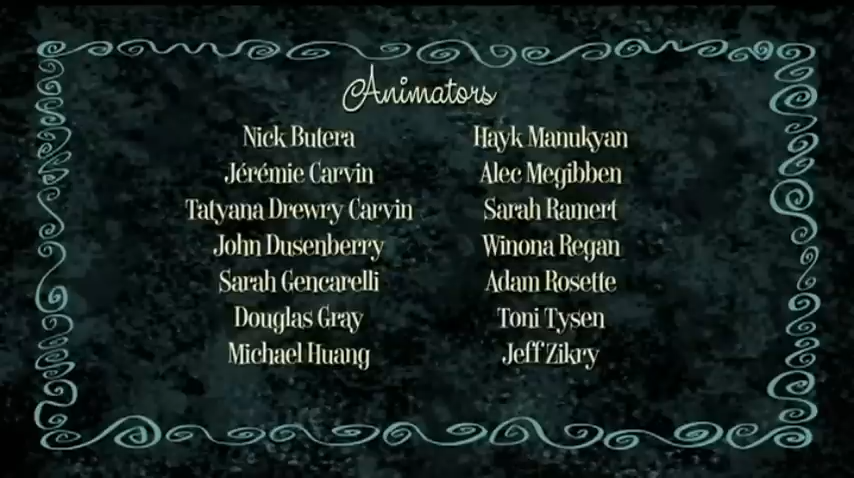 Animators
Nick Butera
Jérémie Carvin
Tatyana Drewry Carvin
John Dusenberry
Sarah Gencarelli
Douglas Gray
Michael Huang
Hayk Manukyan
Alec Megibben
Sarah Ramert
Winona Regan
Adam Rosette
Toni Tysen
Jeff Zikry